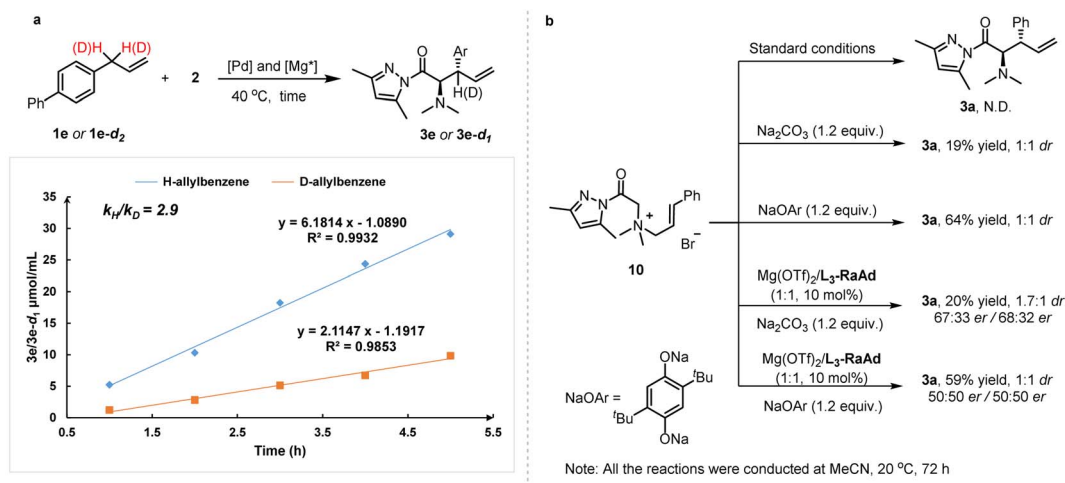 a
(D)H H(D)
Ph
1e or 1e-d2
+ 2
[Pd] and [Mg*]
40 °C, time
N
N
O
Ar
H(D)
N
3e or 3e-d1
H-allylbenzene
D-allylbenzene
kH/kD = 2.9
y = 6.1814 x - 1.0890
R² = 0.9932
y = 2.1147 x - 1.1917
R² = 0.9853
3e/3e-d1 µmol/mL
35
30
25
20
15
10
5
0
0.5
1.5
2.5
3.5
4.5
5.5
Time (h)
b
N
N
O
Ph
N
+
Br−
10
Standard conditions
N
N
O
Ph
N
3a, N.D.
Na2CO3 (1.2 equiv.)
3a, 19% yield, 1:1 dr
NaOAr (1.2 equiv.)
3a, 64% yield, 1:1 dr
Mg(OTf)2/L3-RaAd
(1:1, 10 mol%)
Na2CO3 (1.2 equiv.)
3a, 20% yield, 1.7:1 dr
67:33 er / 68:32 er
Mg(OTf)2/L3-RaAd
(1:1, 10 mol%)
NaOAr (1.2 equiv.)
3a, 59% yield, 1:1 dr
50:50 er / 50:50 er
NaOAr =
ONa
tBu
tBu
ONa
Note: All the reactions were conducted at MeCN, 20 °C, 72 h